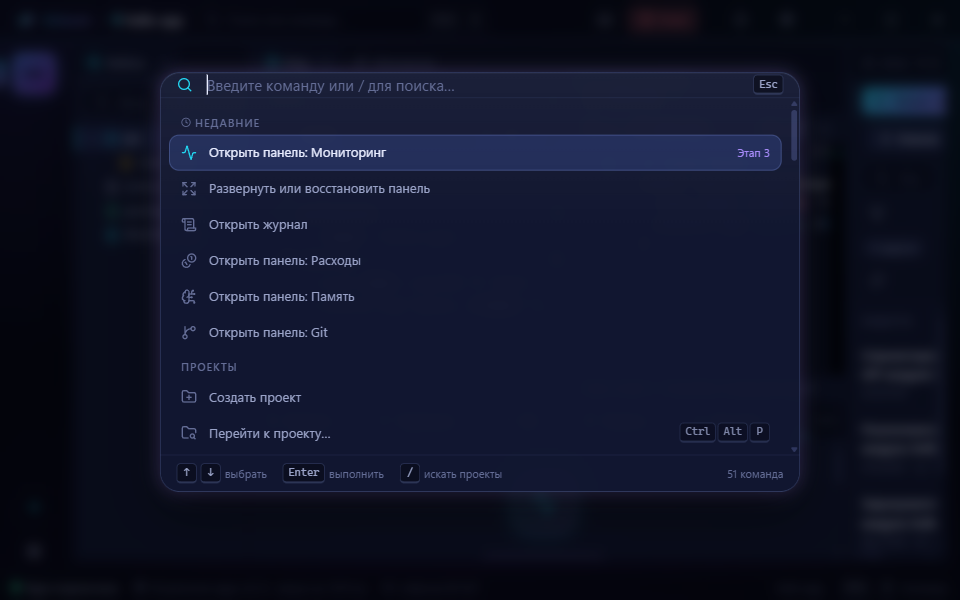 Введите команду или / для поиска...
Esc
НЕДАВНИЕ
Открыть панель: Мониторинг
Этап 3
Развернуть или восстановить панель
Открыть журнал
Открыть панель: Расходы
Открыть панель: Память
Открыть панель: Git
ПРОЕКТЫ
Создать проект
Перейти к проекту...
Ctrl Alt P
↑ ↓ выбрать Enter выполнить / искать проекты
51 команда